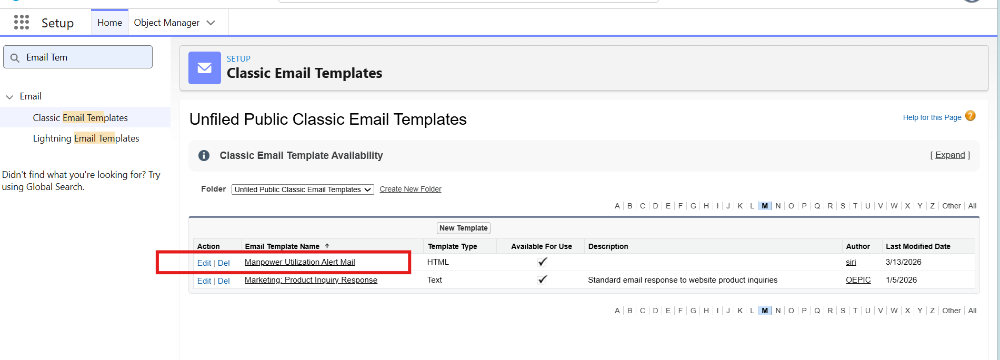 Setup
Home
Object Manager
Email Tem
Email
Classic Email Templates
Lightning Email Templates
Didn't find what you're looking for? Try
using Global Search.
SETUP
Classic Email Templates
Unfiled Public Classic Email Templates
Help for this Page ?
Classic Email Template Availability
[ Expand ]
Folder Unfiled Public Classic Email Templates Create New Folder
A B C D E F G H I J K L M N O P Q R S T U V W X Y Z Other All
New Template
Action Email Template Name ↑ Template Type Available For Use Description Author Last Modified Date
Edit | Del Manpower Utilization Alert Mail HTML ✓ siri 3/13/2026
Edit | Del Marketing: Product Inquiry Response Text ✓ Standard email response to website product inquiries OEPIC 1/5/2026
A B C D E F G H I J K L M N O P Q R S T U V W X Y Z Other All